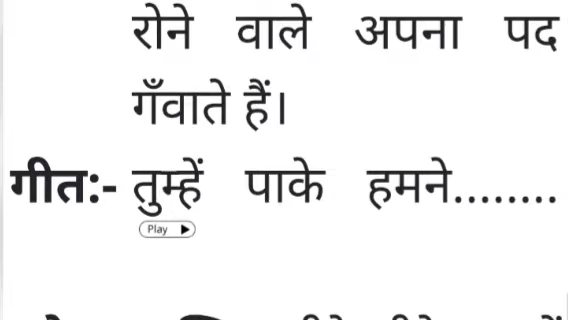 रोने वाले अपना पद
गँवाते हैं।
गीत:- तुम्हें पाके हमने........
Play